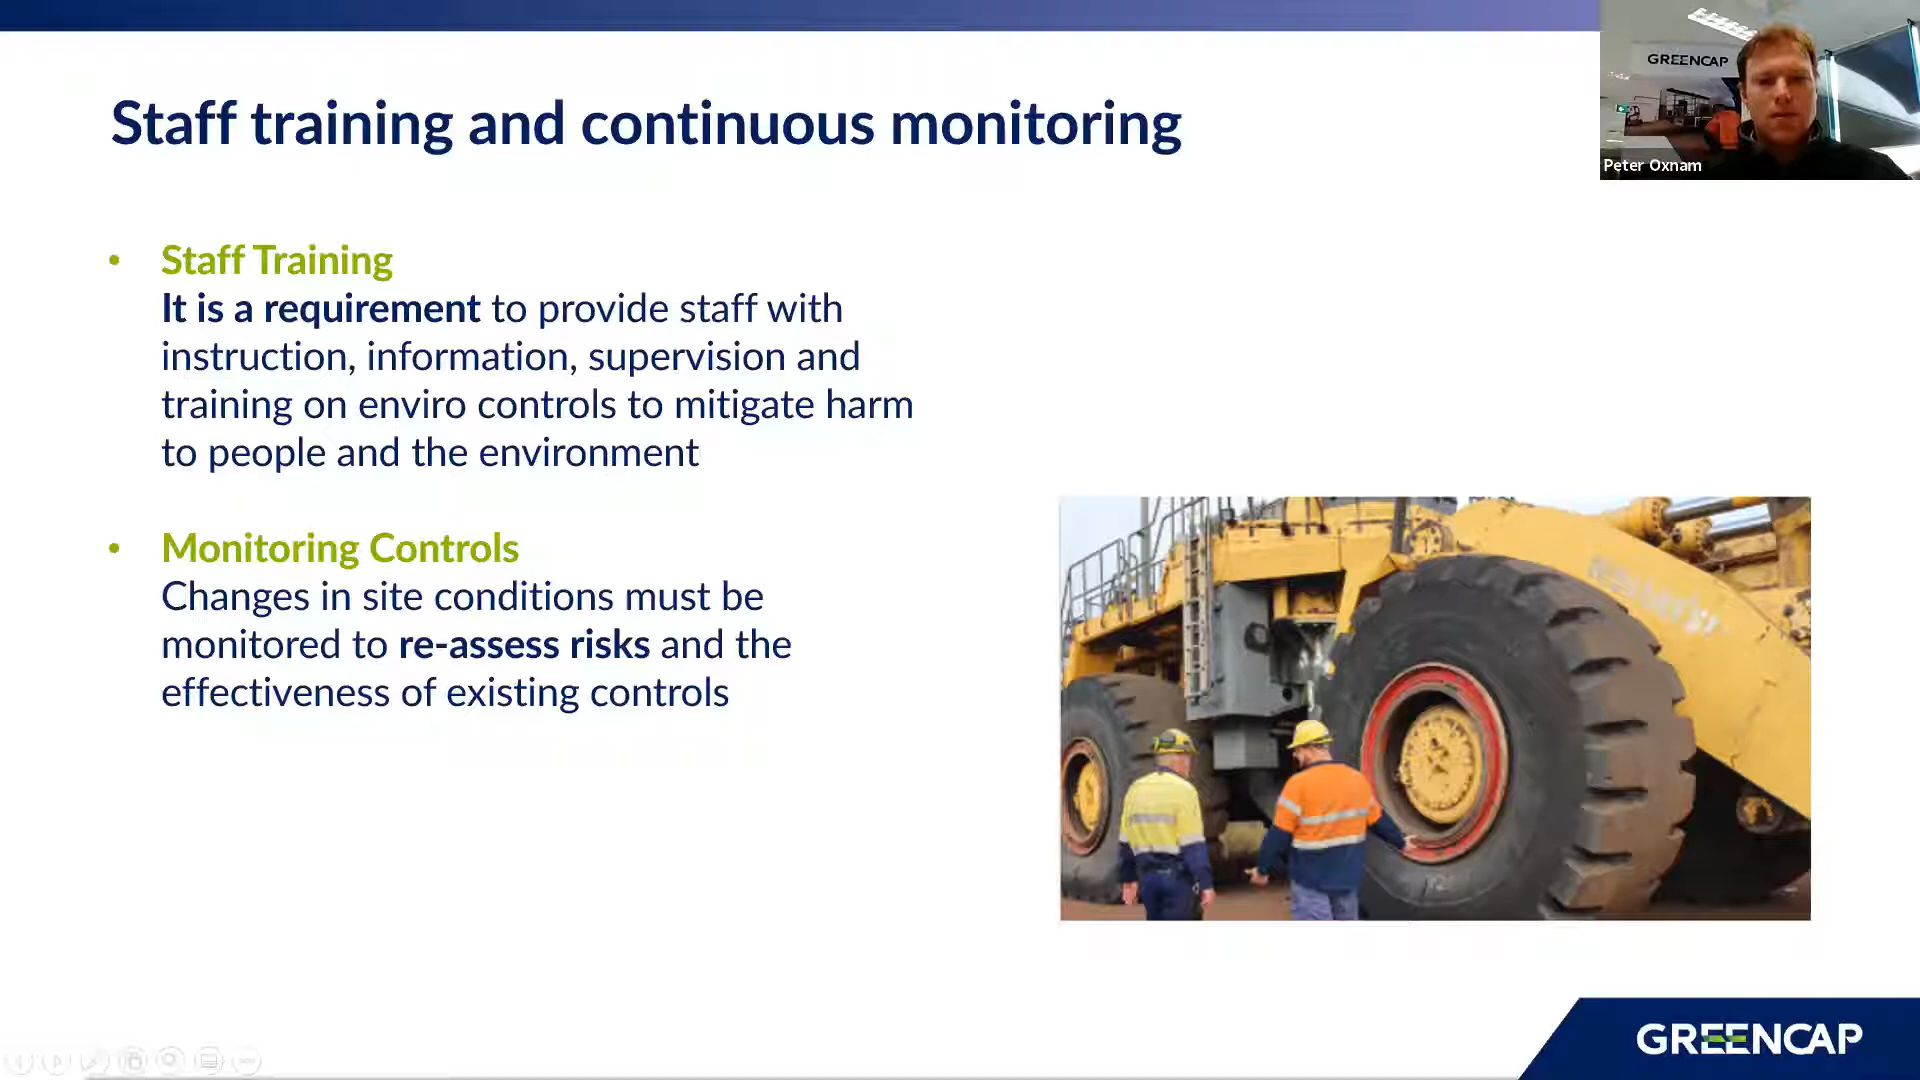 GREENCAP
Peter Oxnam
Staff training and continuous monitoring
• Staff Training
It is a requirement to provide staff with
instruction, information, supervision and
training on enviro controls to mitigate harm
to people and the environment
• Monitoring Controls
Changes in site conditions must be
monitored to re-assess risks and the
effectiveness of existing controls
GREENCAP